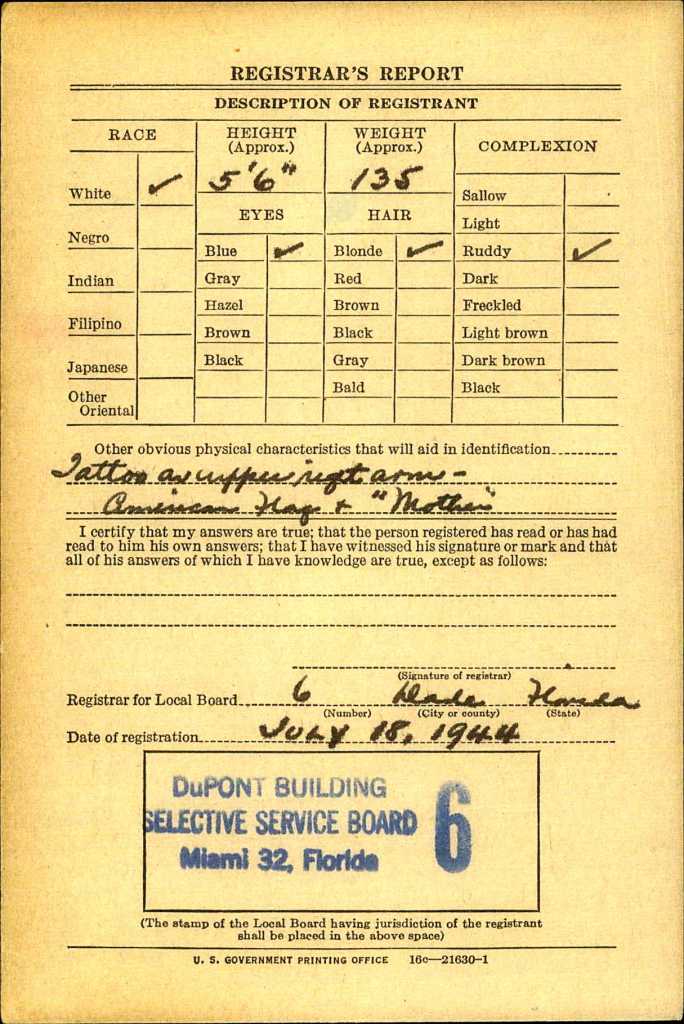 REGISTRAR'S REPORT
DESCRIPTION OF REGISTRANT
RACE
HEIGHT
(Approx.)
WEIGHT
(Approx.)
COMPLEXION
5'6"
135
White ✓
Negro
Indian
Filipino
Japanese
Other
Oriental
EYES
Blue ✓
Gray
Hazel
Brown
Black
HAIR
Blonde ✓
Red
Brown
Black
Gray
Bald
Sallow
Light
Ruddy ✓
Dark
Freckled
Light brown
Dark brown
Black
Other obvious physical characteristics that will aid in identification
Tattoo upper arm -
American Flag + "Mother"
I certify that my answers are true; that the person registered has read or has had
read to him his own answers; that I have witnessed his signature or mark and that
all of his answers of which I have knowledge are true, except as follows:
(Signature of registrar)
Registrar for Local Board 6 Dade Florida
(Number) (City or county) (State)
Date of registration JULY 18, 1944
DuPONT BUILDING
SELECTIVE SERVICE BOARD 6
Miami 32, Florida
(The stamp of the Local Board having jurisdiction of the registrant
shall be placed in the above space)
U. S. GOVERNMENT PRINTING OFFICE 16c—21630-1